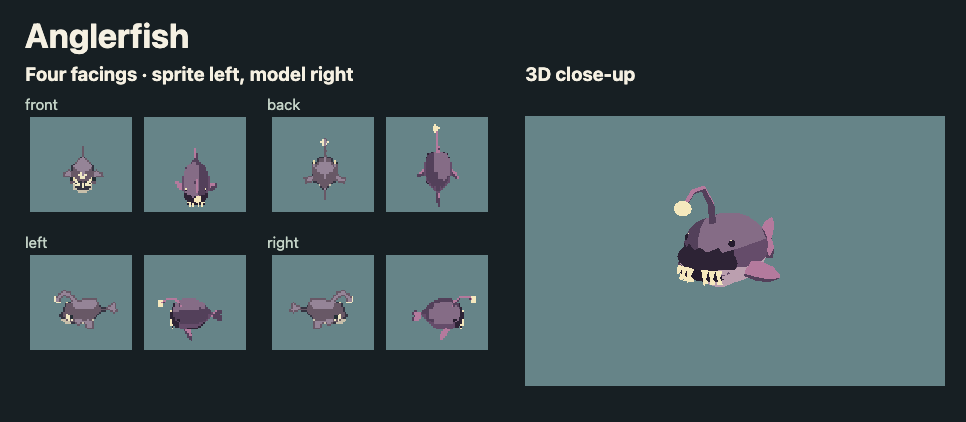 Anglerfish
Four facings · sprite left, model right
3D close-up
front
back
left
right